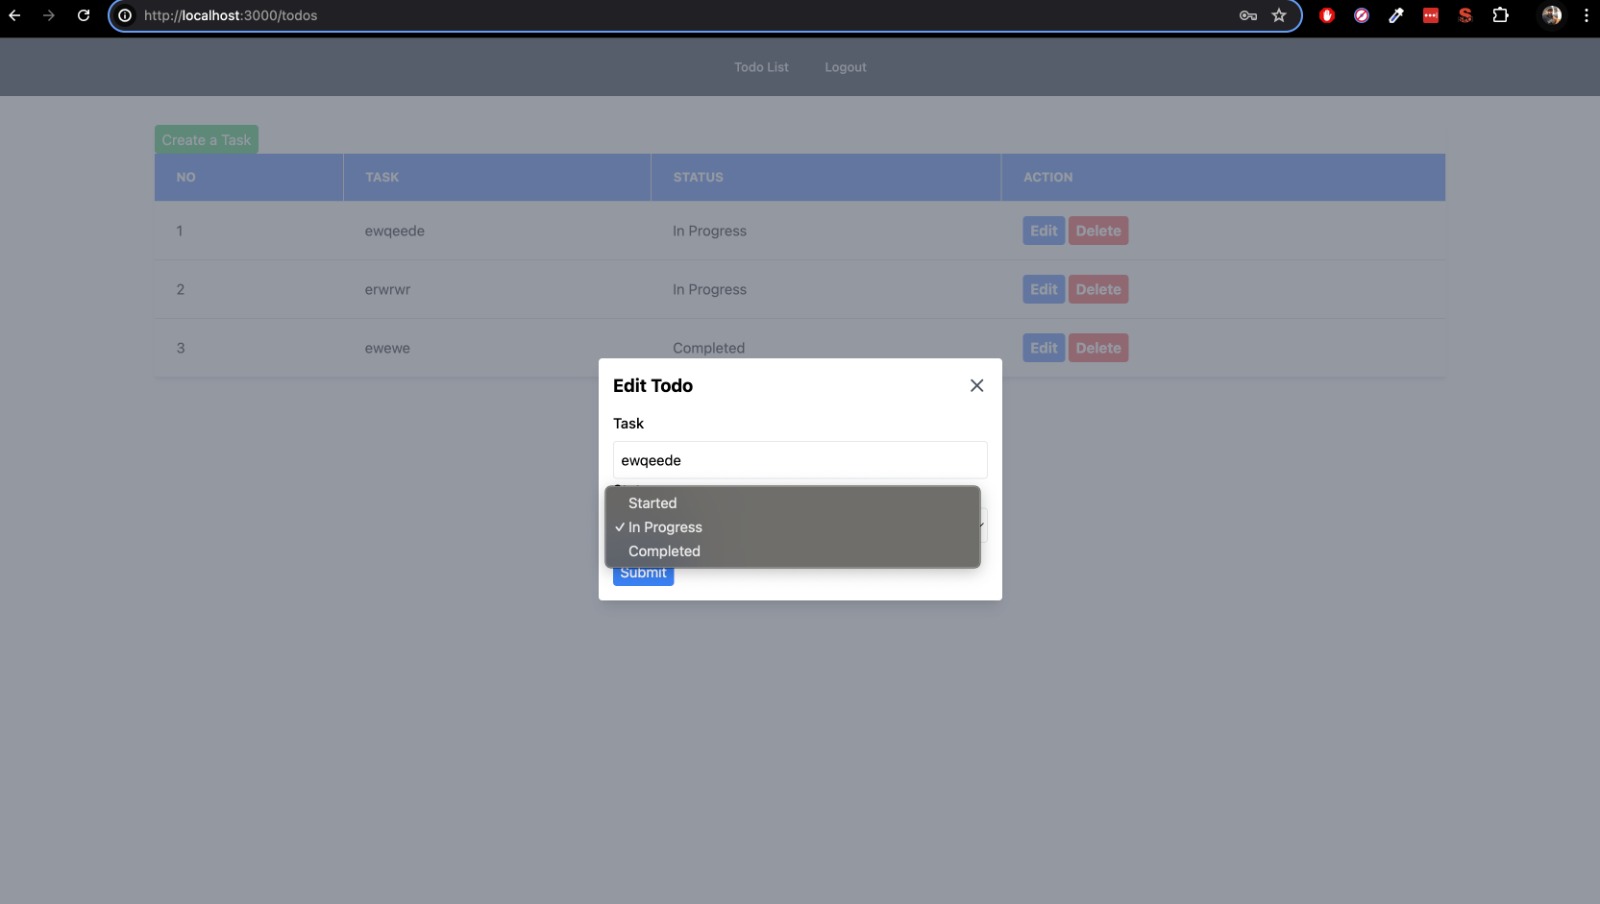 http://localhost:3000/todos
Todo List Logout
Create a Task
NO TASK STATUS ACTION
1 ewqeede In Progress Edit Delete
2 erwrwr In Progress Edit Delete
3 ewewe Completed Edit Delete
Edit Todo
Task
ewqeede
Started
✓ In Progress
Completed
Submit